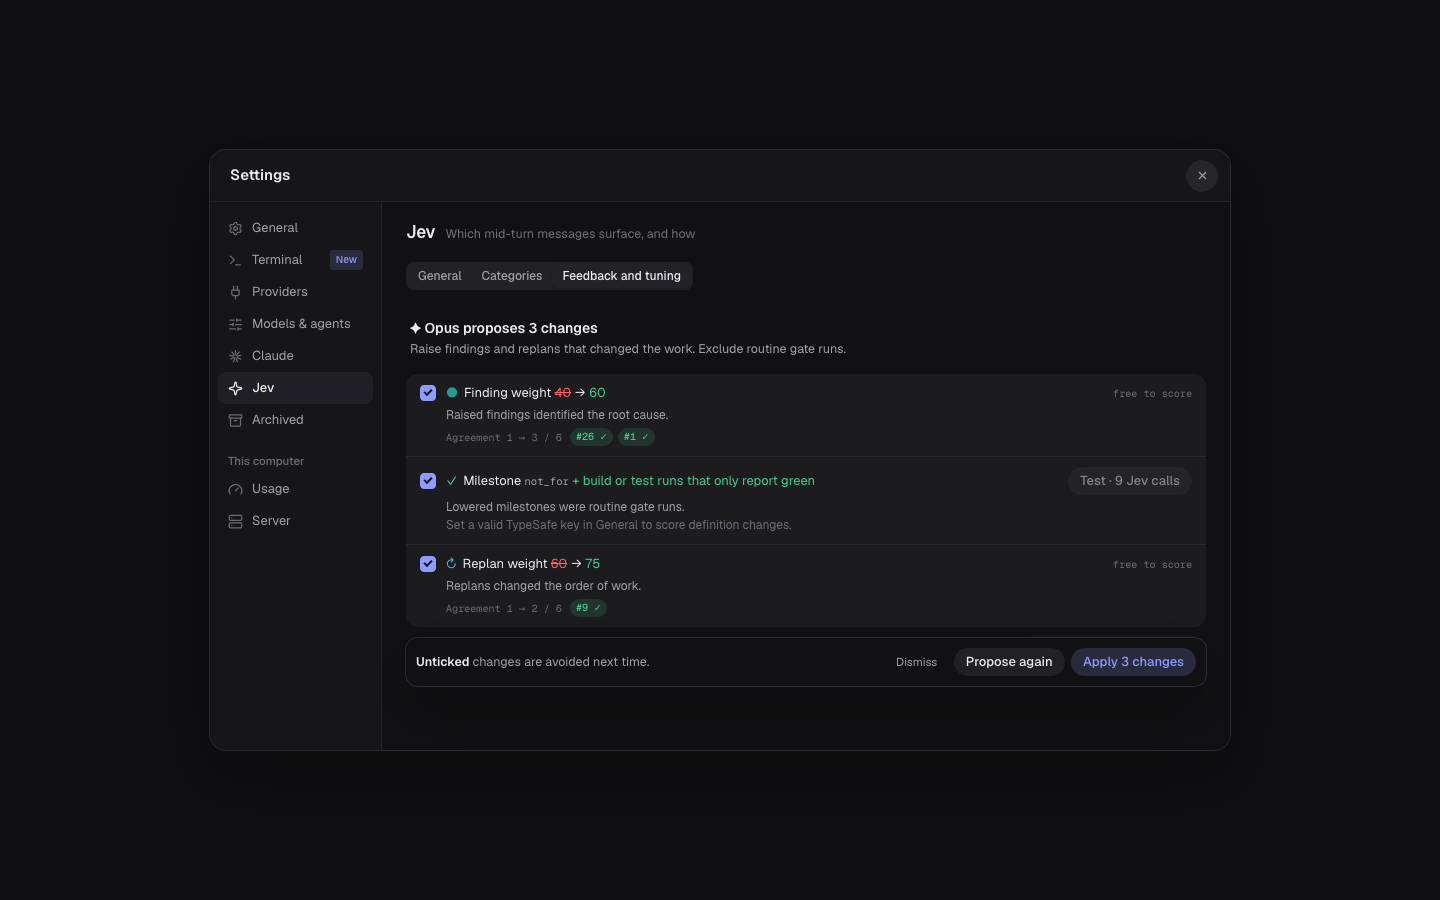 Settings
General
Terminal New
Providers
Models & agents
Claude
Jev
Archived
This computer
Usage
Server
Jev Which mid-turn messages surface, and how
General Categories Feedback and tuning
Opus proposes 3 changes
Raise findings and replans that changed the work. Exclude routine gate runs.
Finding weight 40 → 60 free to score
Raised findings identified the root cause.
Agreement 1 → 3 / 6 #26 ✓ #1 ✓
Milestone not_for + build or test runs that only report green Test · 9 Jev calls
Lowered milestones were routine gate runs.
Set a valid TypeSafe key in General to score definition changes.
Replan weight 60 → 75 free to score
Replans changed the order of work.
Agreement 1 → 2 / 6 #9 ✓
Unticked changes are avoided next time. Dismiss Propose again Apply 3 changes